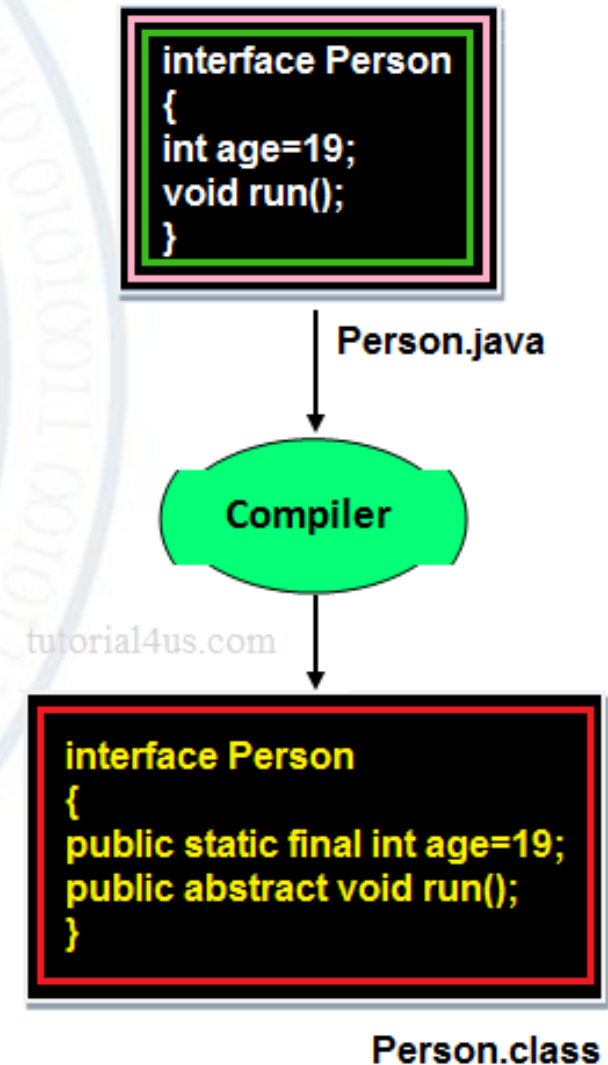 interface Person
{
int age=19;
void run();
}
Person.java
Compiler
tutorial4us.com
interface Person
{
public static final int age=19;
public abstract void run();
}
Person.class